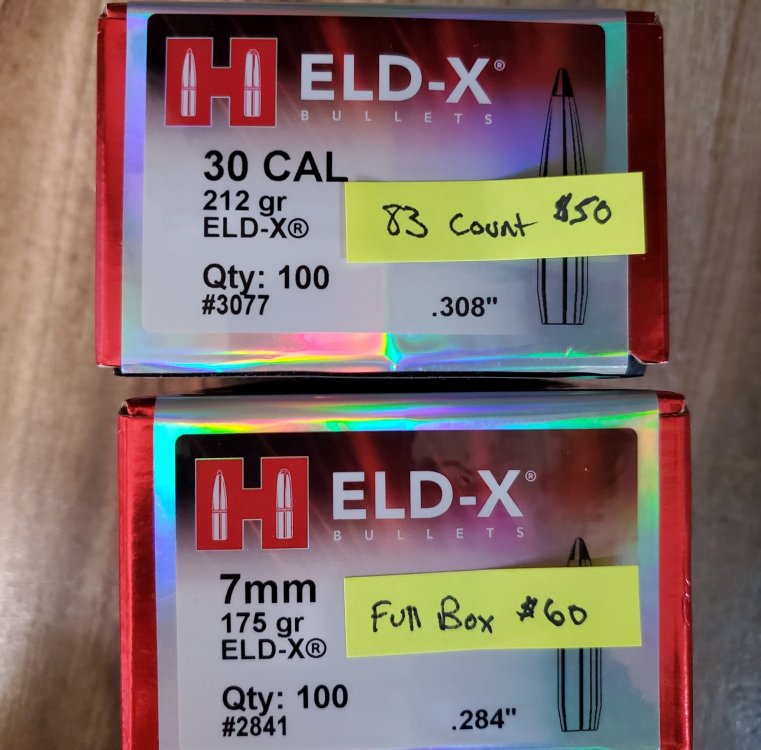 H ELD-X®
BULLETS
30 CAL
212 gr
ELD-X®
83 Count $50
Qty: 100
#3077
.308"
H ELD-X®
BULLETS
7mm
175 gr
ELD-X®
Full Box $60
Qty: 100
#2841
.284"